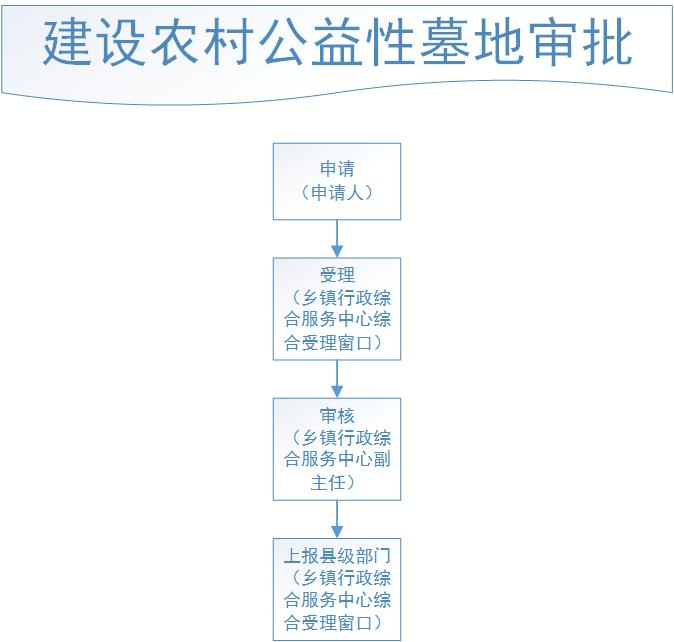 建设农村公益性墓地审批
申请
（申请人）
受理
（乡镇行政综
合服务中心综
合受理窗口）
审核
（乡镇行政综
合服务中心副
主任）
上报县级部门
（乡镇行政综
合服务中心综
合受理窗口）